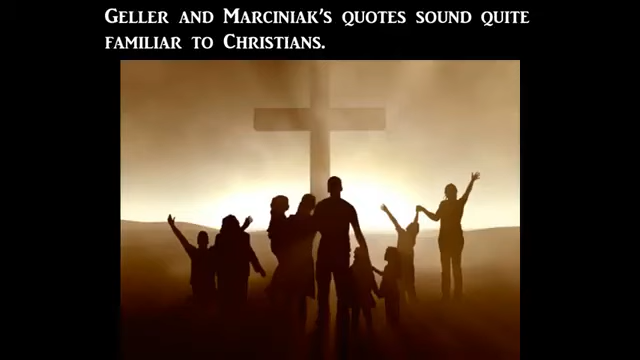 Geller and Marciniak's quotes sound quite
familiar to Christians.